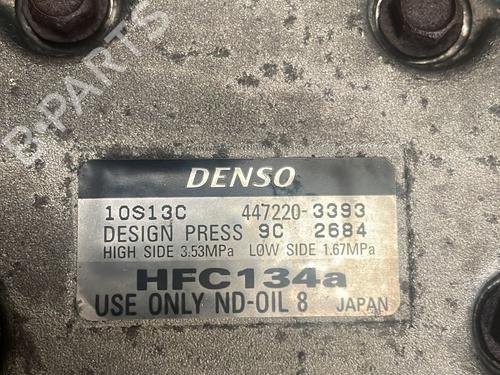 B-PARTS
DENSO
10S13C 447220-3393
DESIGN PRESS 9C 2684
HIGH SIDE 3.53MPa LOW SIDE 1.67MPa
HFC134a
USE ONLY ND-OIL 8 JAPAN